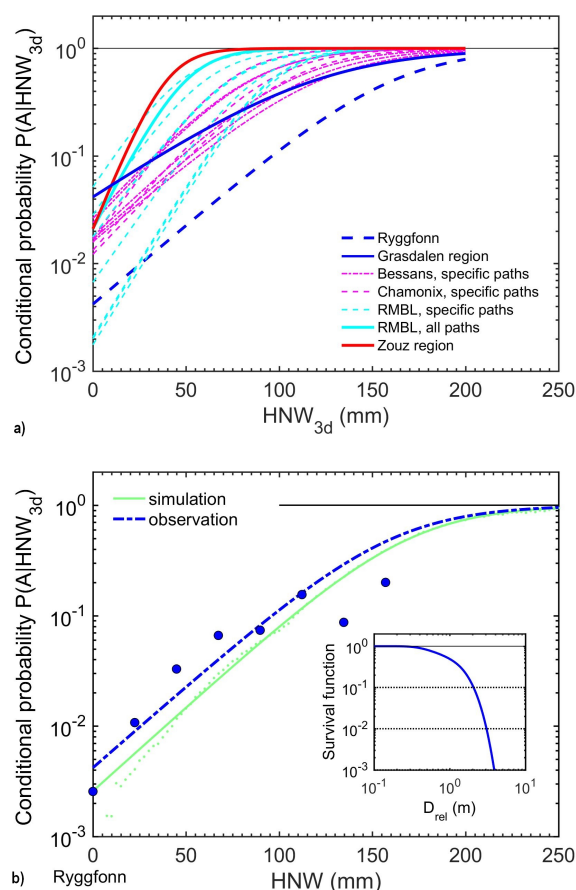 Conditional probability P(A|HNW3d)
10^0
10^-1
10^-2
10^-3
Ryggfonn
Grasdalen region
Bessans, specific paths
Chamonix, specific paths
RMBL, specific paths
RMBL, all paths
Zouz region
0 50 100 150 200 250
HNW3d (mm)
a)
Conditional probability P(A|HNW3d)
10^0
10^-1
10^-2
10^-3
simulation
observation
Survival function
10^0
10^-1
10^-2
10^-3
10^-1 10^0 10^1
Drel (m)
0 50 100 150 200 250
b) Ryggfonn HNW (mm)